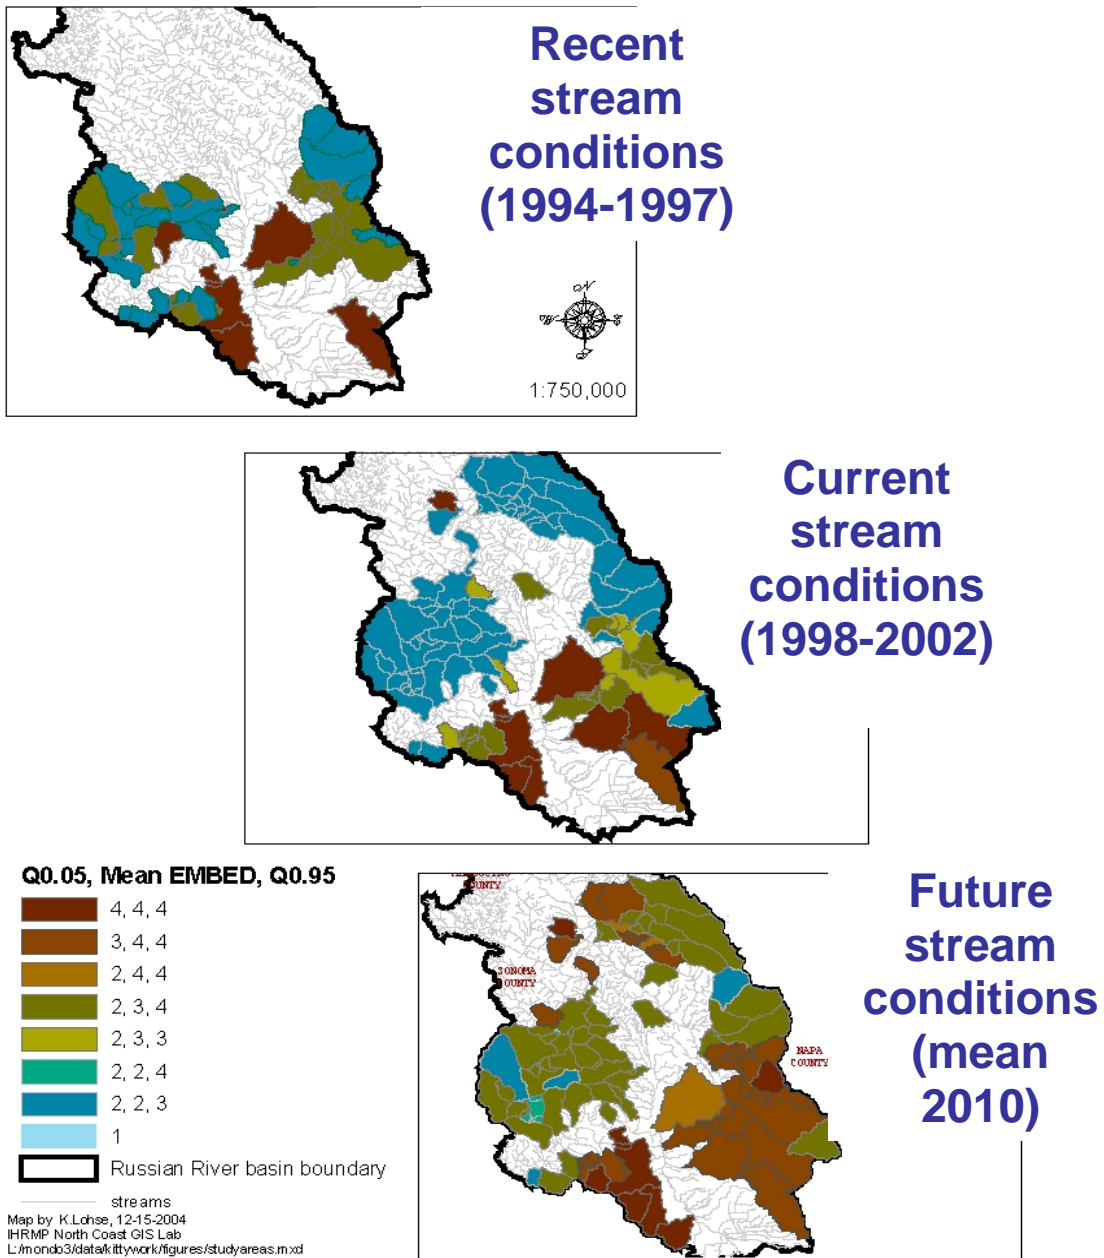 Recent
stream
conditions
(1994-1997)
N
1:750,000
Current
stream
conditions
(1998-2002)
Q0.05, Mean EMBED, Q0.95
4, 4, 4
3, 4, 4
2, 4, 4
2, 3, 4
2, 3, 3
2, 2, 4
2, 2, 3
1
Russian River basin boundary
streams
Map by K.Lohse, 12-15-2004
IHRMP North Coast GIS Lab
L:/mondo3/data/kittywork/figures/studyareas.mxd
COUNTY
SONOMA
COUNTY
NAPA
COUNTY
Future
stream
conditions
(mean
2010)